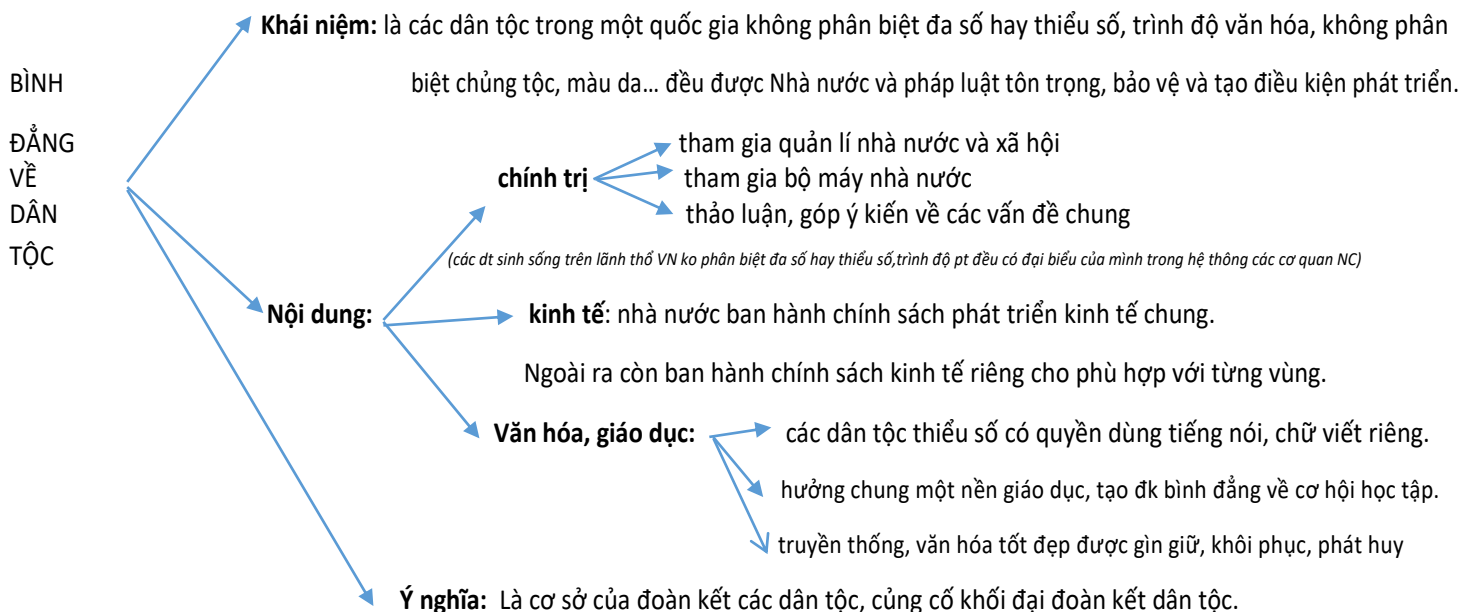 Khái niệm: là các dân tộc trong một quốc gia không phân biệt đa số hay thiểu số, trình độ văn hóa, không phân
BÌNH
biệt chủng tộc, màu da... đều được Nhà nước và pháp luật tôn trọng, bảo vệ và tạo điều kiện phát triển.
ĐẲNG
VỀ
DÂN
TỘC
tham gia quản lí nhà nước và xã hội
chính trị
tham gia bộ máy nhà nước
thảo luận, góp ý kiến về các vấn đề chung
(các dt sinh sống trên lãnh thổ VN ko phân biệt đa số hay thiểu số,trình độ pt đều có đại biểu của mình trong hệ thông các cơ quan NC)
Nội dung:
kinh tế: nhà nước ban hành chính sách phát triển kinh tế chung.
Ngoài ra còn ban hành chính sách kinh tế riêng cho phù hợp với từng vùng.
Văn hóa, giáo dục:
các dân tộc thiểu số có quyền dùng tiếng nói, chữ viết riêng.
hưởng chung một nền giáo dục, tạo đk bình đẳng về cơ hội học tập.
truyền thống, văn hóa tốt đẹp được gìn giữ, khôi phục, phát huy
Ý nghĩa: Là cơ sở của đoàn kết các dân tộc, củng cố khối đại đoàn kết dân tộc.